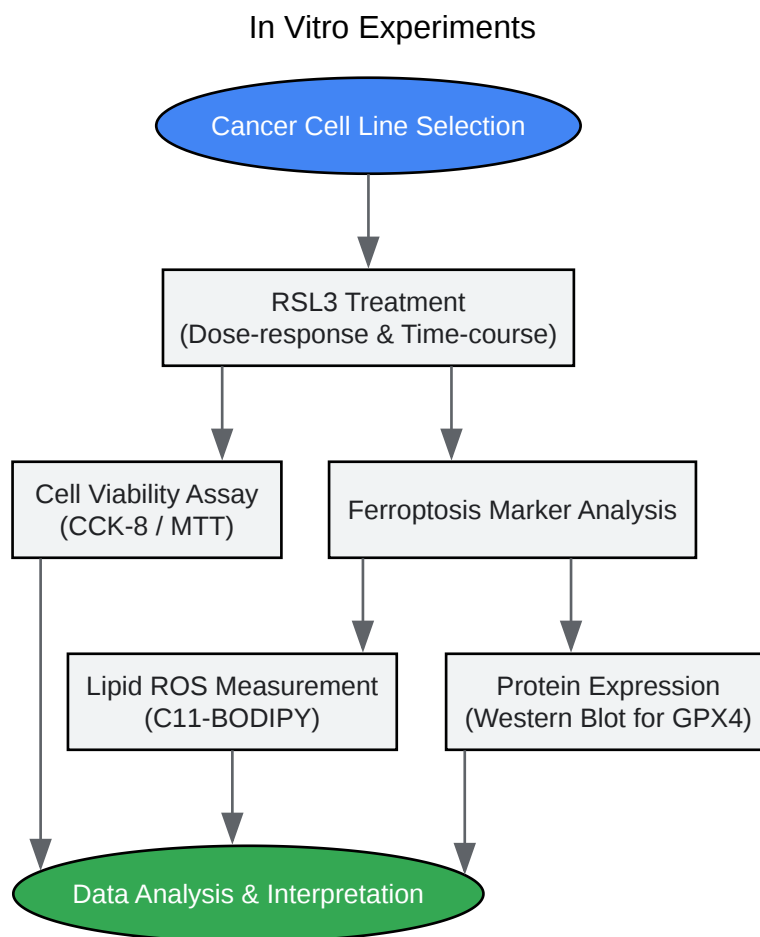 In Vitro Experiments
Cancer Cell Line Selection
RSL3 Treatment
(Dose-response & Time-course)
Cell Viability Assay
(CCK-8 / MTT)
Ferroptosis Marker Analysis
Lipid ROS Measurement
(C11-BODIPY)
Protein Expression
(Western Blot for GPX4)
Data Analysis & Interpretation